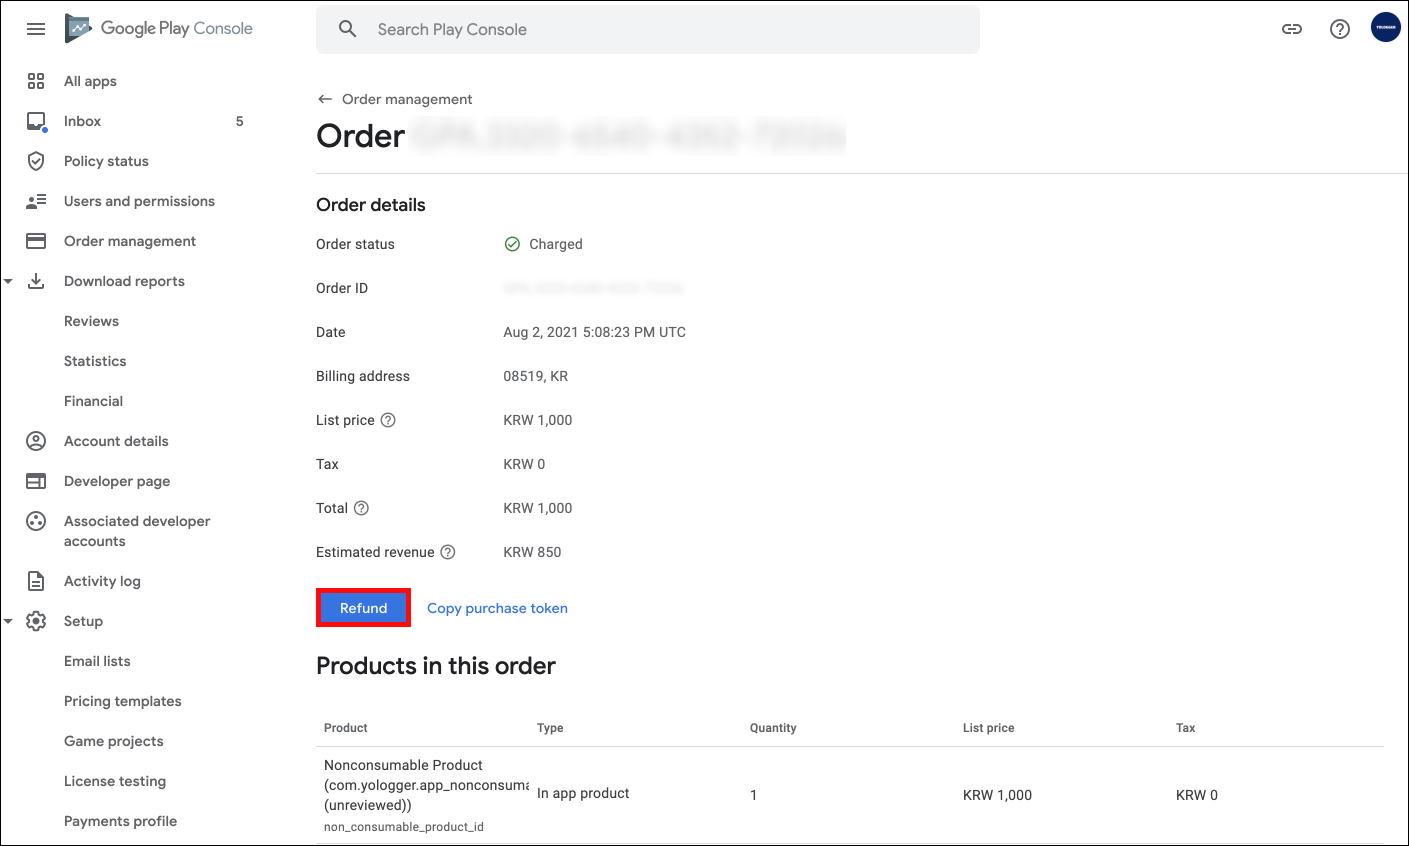 Google Play Console
Search Play Console
YOLOGGER
All apps
Inbox 5
Policy status
Users and permissions
Order management
Download reports
Reviews
Statistics
Financial
Account details
Developer page
Associated developer
accounts
Activity log
Setup
Email lists
Pricing templates
Game projects
License testing
Payments profile
← Order management
Order
Order details
Order status Charged
Order ID
Date Aug 2, 2021 5:08:23 PM UTC
Billing address 08519, KR
List price KRW 1,000
Tax KRW 0
Total KRW 1,000
Estimated revenue KRW 850
Refund Copy purchase token
Products in this order
Product Type Quantity List price Tax
Nonconsumable Product
(com.yologger.app_nonconsuma
(unreviewed))
non_consumable_product_id
In app product 1 KRW 1,000 KRW 0